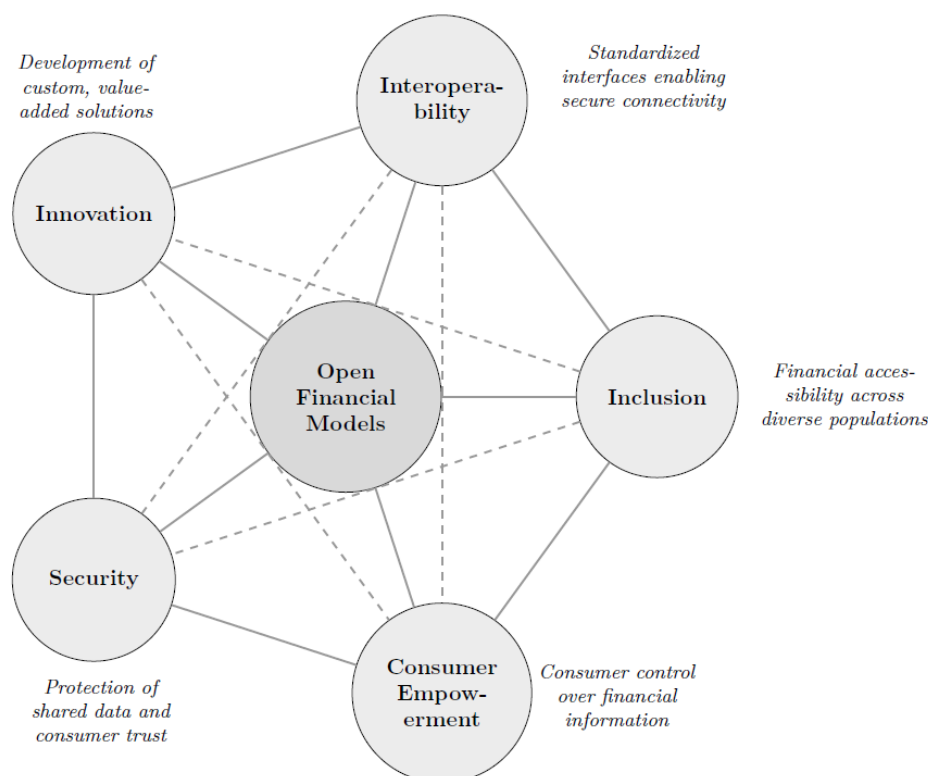 Development of
custom, value-
added solutions
Interopera-
bility
Standardized
interfaces enabling
secure connectivity
Innovation
Open
Financial
Models
Inclusion
Financial acces-
sibility across
diverse populations
Security
Protection of
shared data and
consumer trust
Consumer
Empow-
erment
Consumer control
over financial
information